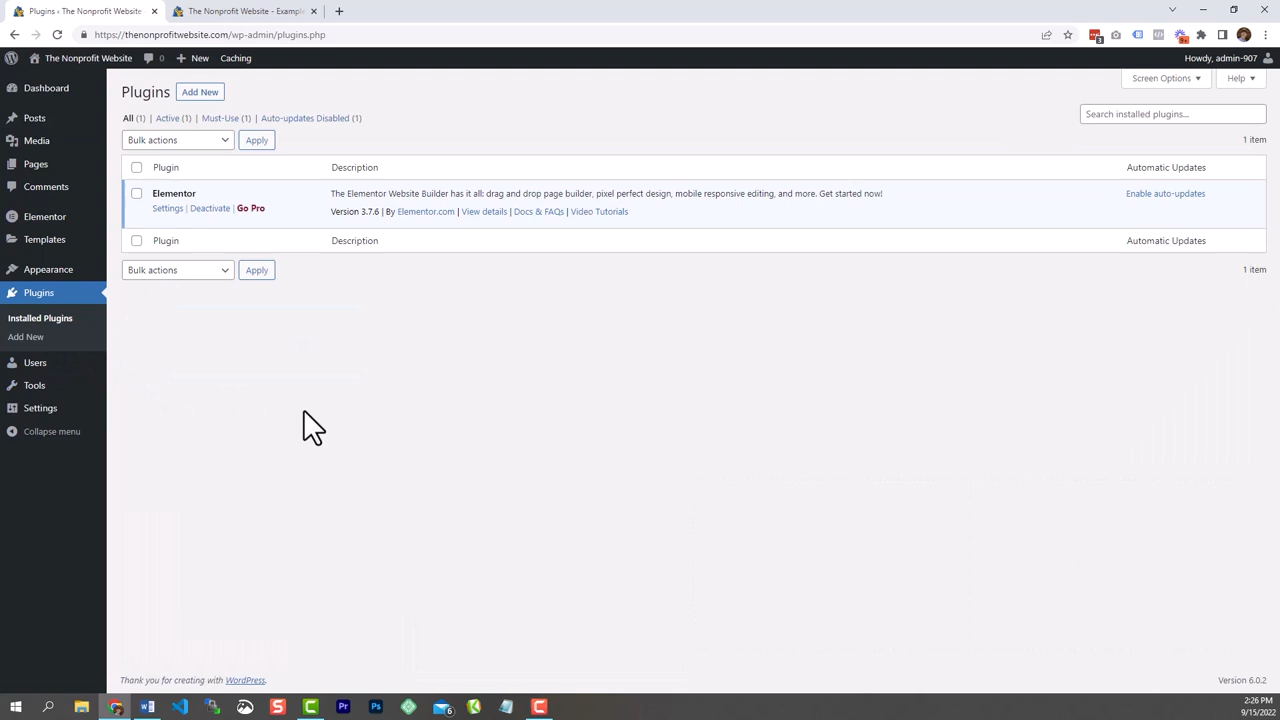 Plugins ‹ The Nonprofit Website
The Nonprofit Website - Example
https://thenonprofitwebsite.com/wp-admin/plugins.php
3
9+
The Nonprofit Website
0
New
Caching
Howdy, admin-907
Dashboard
Posts
Media
Pages
Comments
Elementor
Templates
Appearance
Plugins
Installed Plugins
Add New
Users
Tools
Settings
Collapse menu
Plugins
Add New
Screen Options
Help
All (1) | Active (1) | Must-Use (1) | Auto-updates Disabled (1)
Search installed plugins...
Bulk actions
Apply
1 item
Plugin
Description
Automatic Updates
Elementor
The Elementor Website Builder has it all: drag and drop page builder, pixel perfect design, mobile responsive editing, and more. Get started now!
Enable auto-updates
Settings | Deactivate | Go Pro
Version 3.7.6 | By Elementor.com | View details | Docs & FAQs | Video Tutorials
Plugin
Description
Automatic Updates
Bulk actions
Apply
1 item
Thank you for creating with WordPress.
Version 6.0.2
S
Pr
Ps
6
2:26 PM
9/15/2022